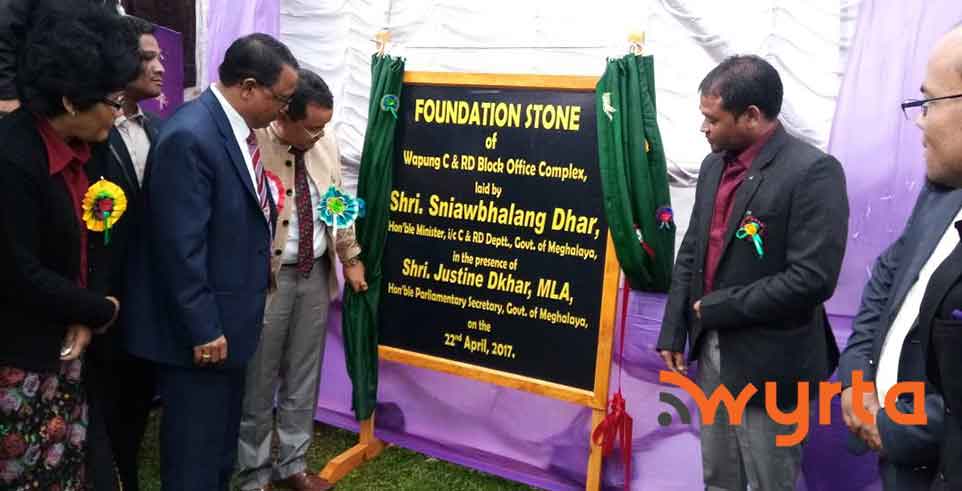 FOUNDATION STONE
of
Wapung C & RD Block Office Complex,
laid by
Shri. Sniawbhalang Dhar,
Hon'ble Minister, i/c C & RD Deptt., Govt. of Meghalaya,
in the presence of
Shri. Justine Dkhar, MLA,
Hon'ble Parliamentary Secretary, Govt. of Meghalaya,
on the
22nd April, 2017.
wyrta